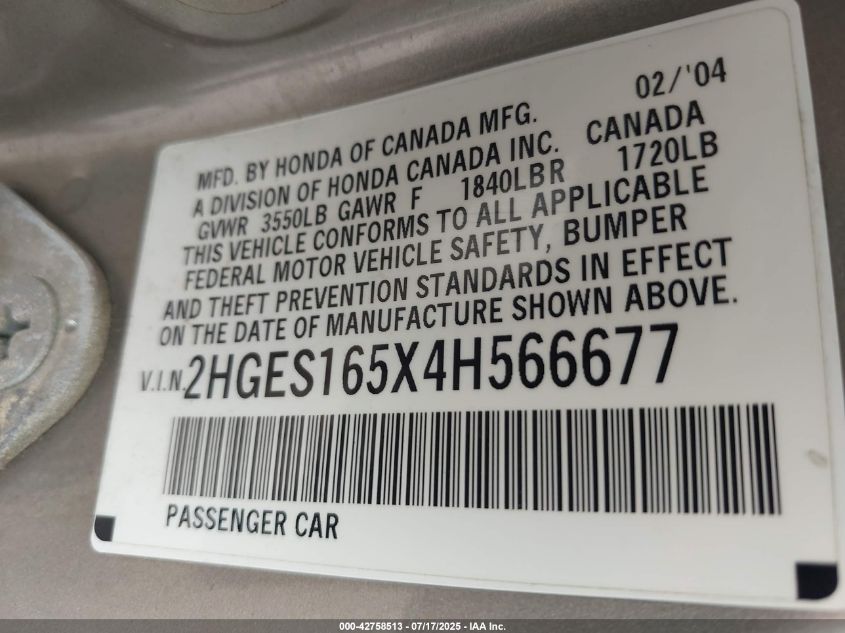 02/'04
MFD. BY HONDA OF CANADA MFG.
A DIVISION OF HONDA CANADA INC. CANADA
GVWR 3550LB GAWR F 1840LBR 1720LB
THIS VEHICLE CONFORMS TO ALL APPLICABLE
FEDERAL MOTOR VEHICLE SAFETY, BUMPER
AND THEFT PREVENTION STANDARDS IN EFFECT
ON THE DATE OF MANUFACTURE SHOWN ABOVE.
V.I.N. 2HGES165X4H566677
PASSENGER CAR
000-42758513 - 07/17/2025 - IAA Inc.